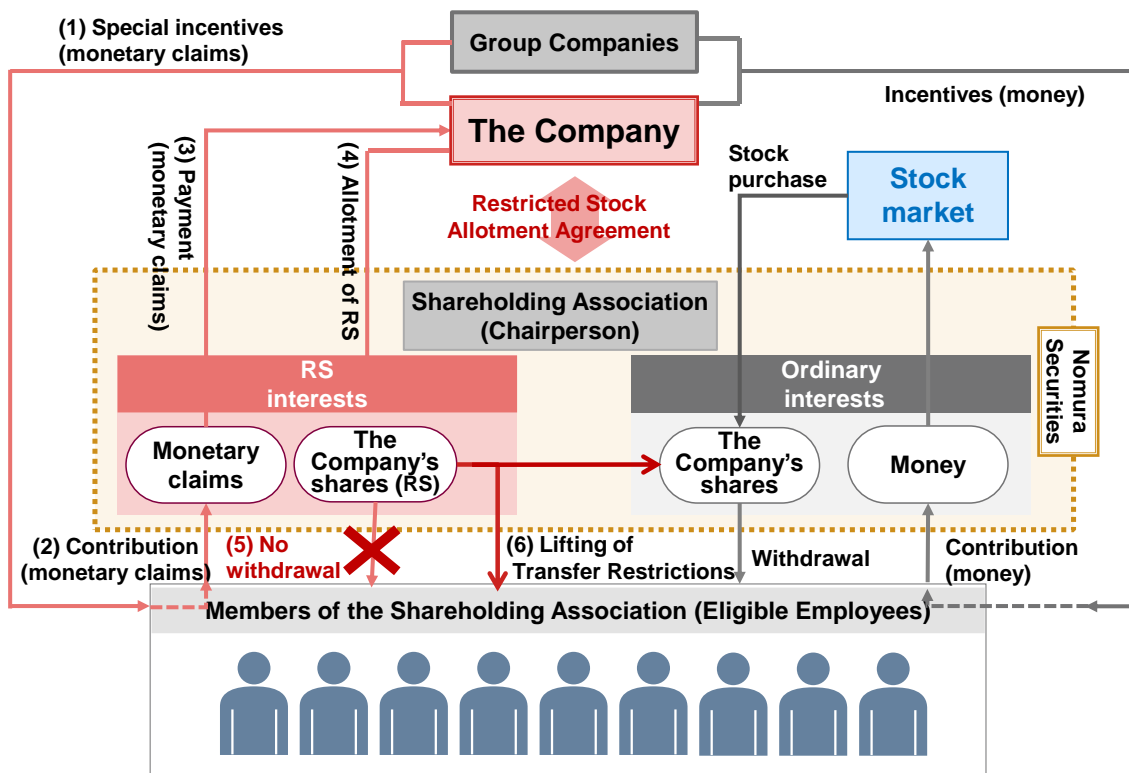 (1) Special incentives
(monetary claims)
Group Companies
Incentives (money)
The Company
(3) Payment
(monetary claims)
(4) Allotment of RS
Restricted Stock
Allotment Agreement
Stock
purchase
Stock
market
Shareholding Association
(Chairperson)
Nomura
Securities
RS
interests
Ordinary
interests
Monetary
claims
The
Company's
shares (RS)
The
Company's
shares
Money
(2) Contribution
(monetary claims)
(5) No
withdrawal
(6) Lifting of
Transfer Restrictions
Withdrawal
Contribution
(money)
Members of the Shareholding Association (Eligible Employees)